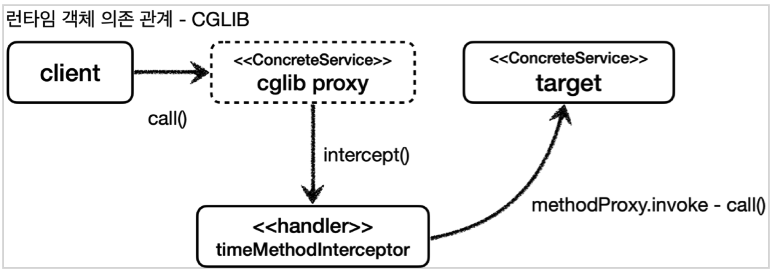 런타임 객체 의존 관계 - CGLIB
client
call()
<<ConcreteService>>
cglib proxy
<<ConcreteService>>
target
intercept()
methodProxy.invoke - call()
<<handler>>
timeMethodInterceptor